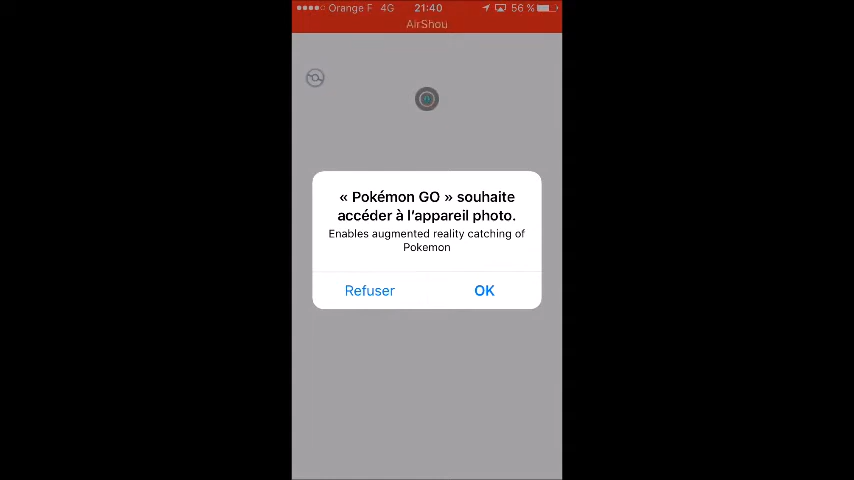 Orange F 4G 21:40 56 %
AirShou
« Pokémon GO » souhaite
accéder à l’appareil photo.
Enables augmented reality catching of
Pokemon
Refuser OK